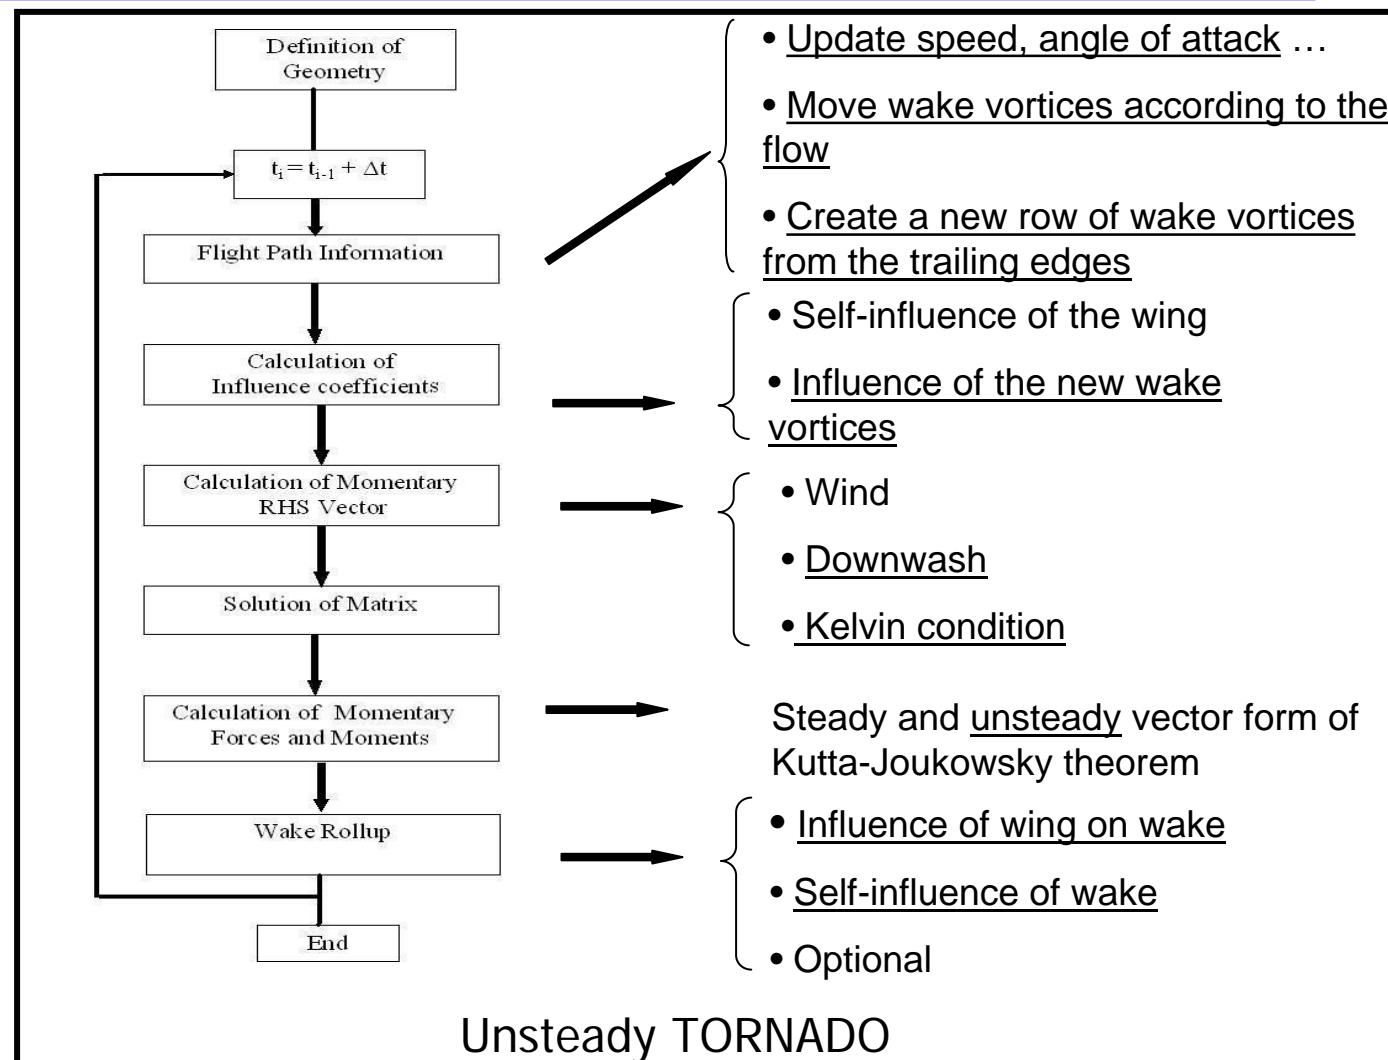 Definition of
Geometry
tᵢ = tᵢ₋₁ + Δt
Flight Path Information
Calculation of
Influence coefficients
Calculation of Momentary
RHS Vector
Solution of Matrix
Calculation of Momentary
Forces and Moments
Wake Rollup
End
• Update speed, angle of attack …
• Move wake vortices according to the
flow
• Create a new row of wake vortices
from the trailing edges
• Self-influence of the wing
• Influence of the new wake
vortices
• Wind
• Downwash
• Kelvin condition
Steady and unsteady vector form of
Kutta-Joukowsky theorem
• Influence of wing on wake
• Self-influence of wake
• Optional
Unsteady TORNADO